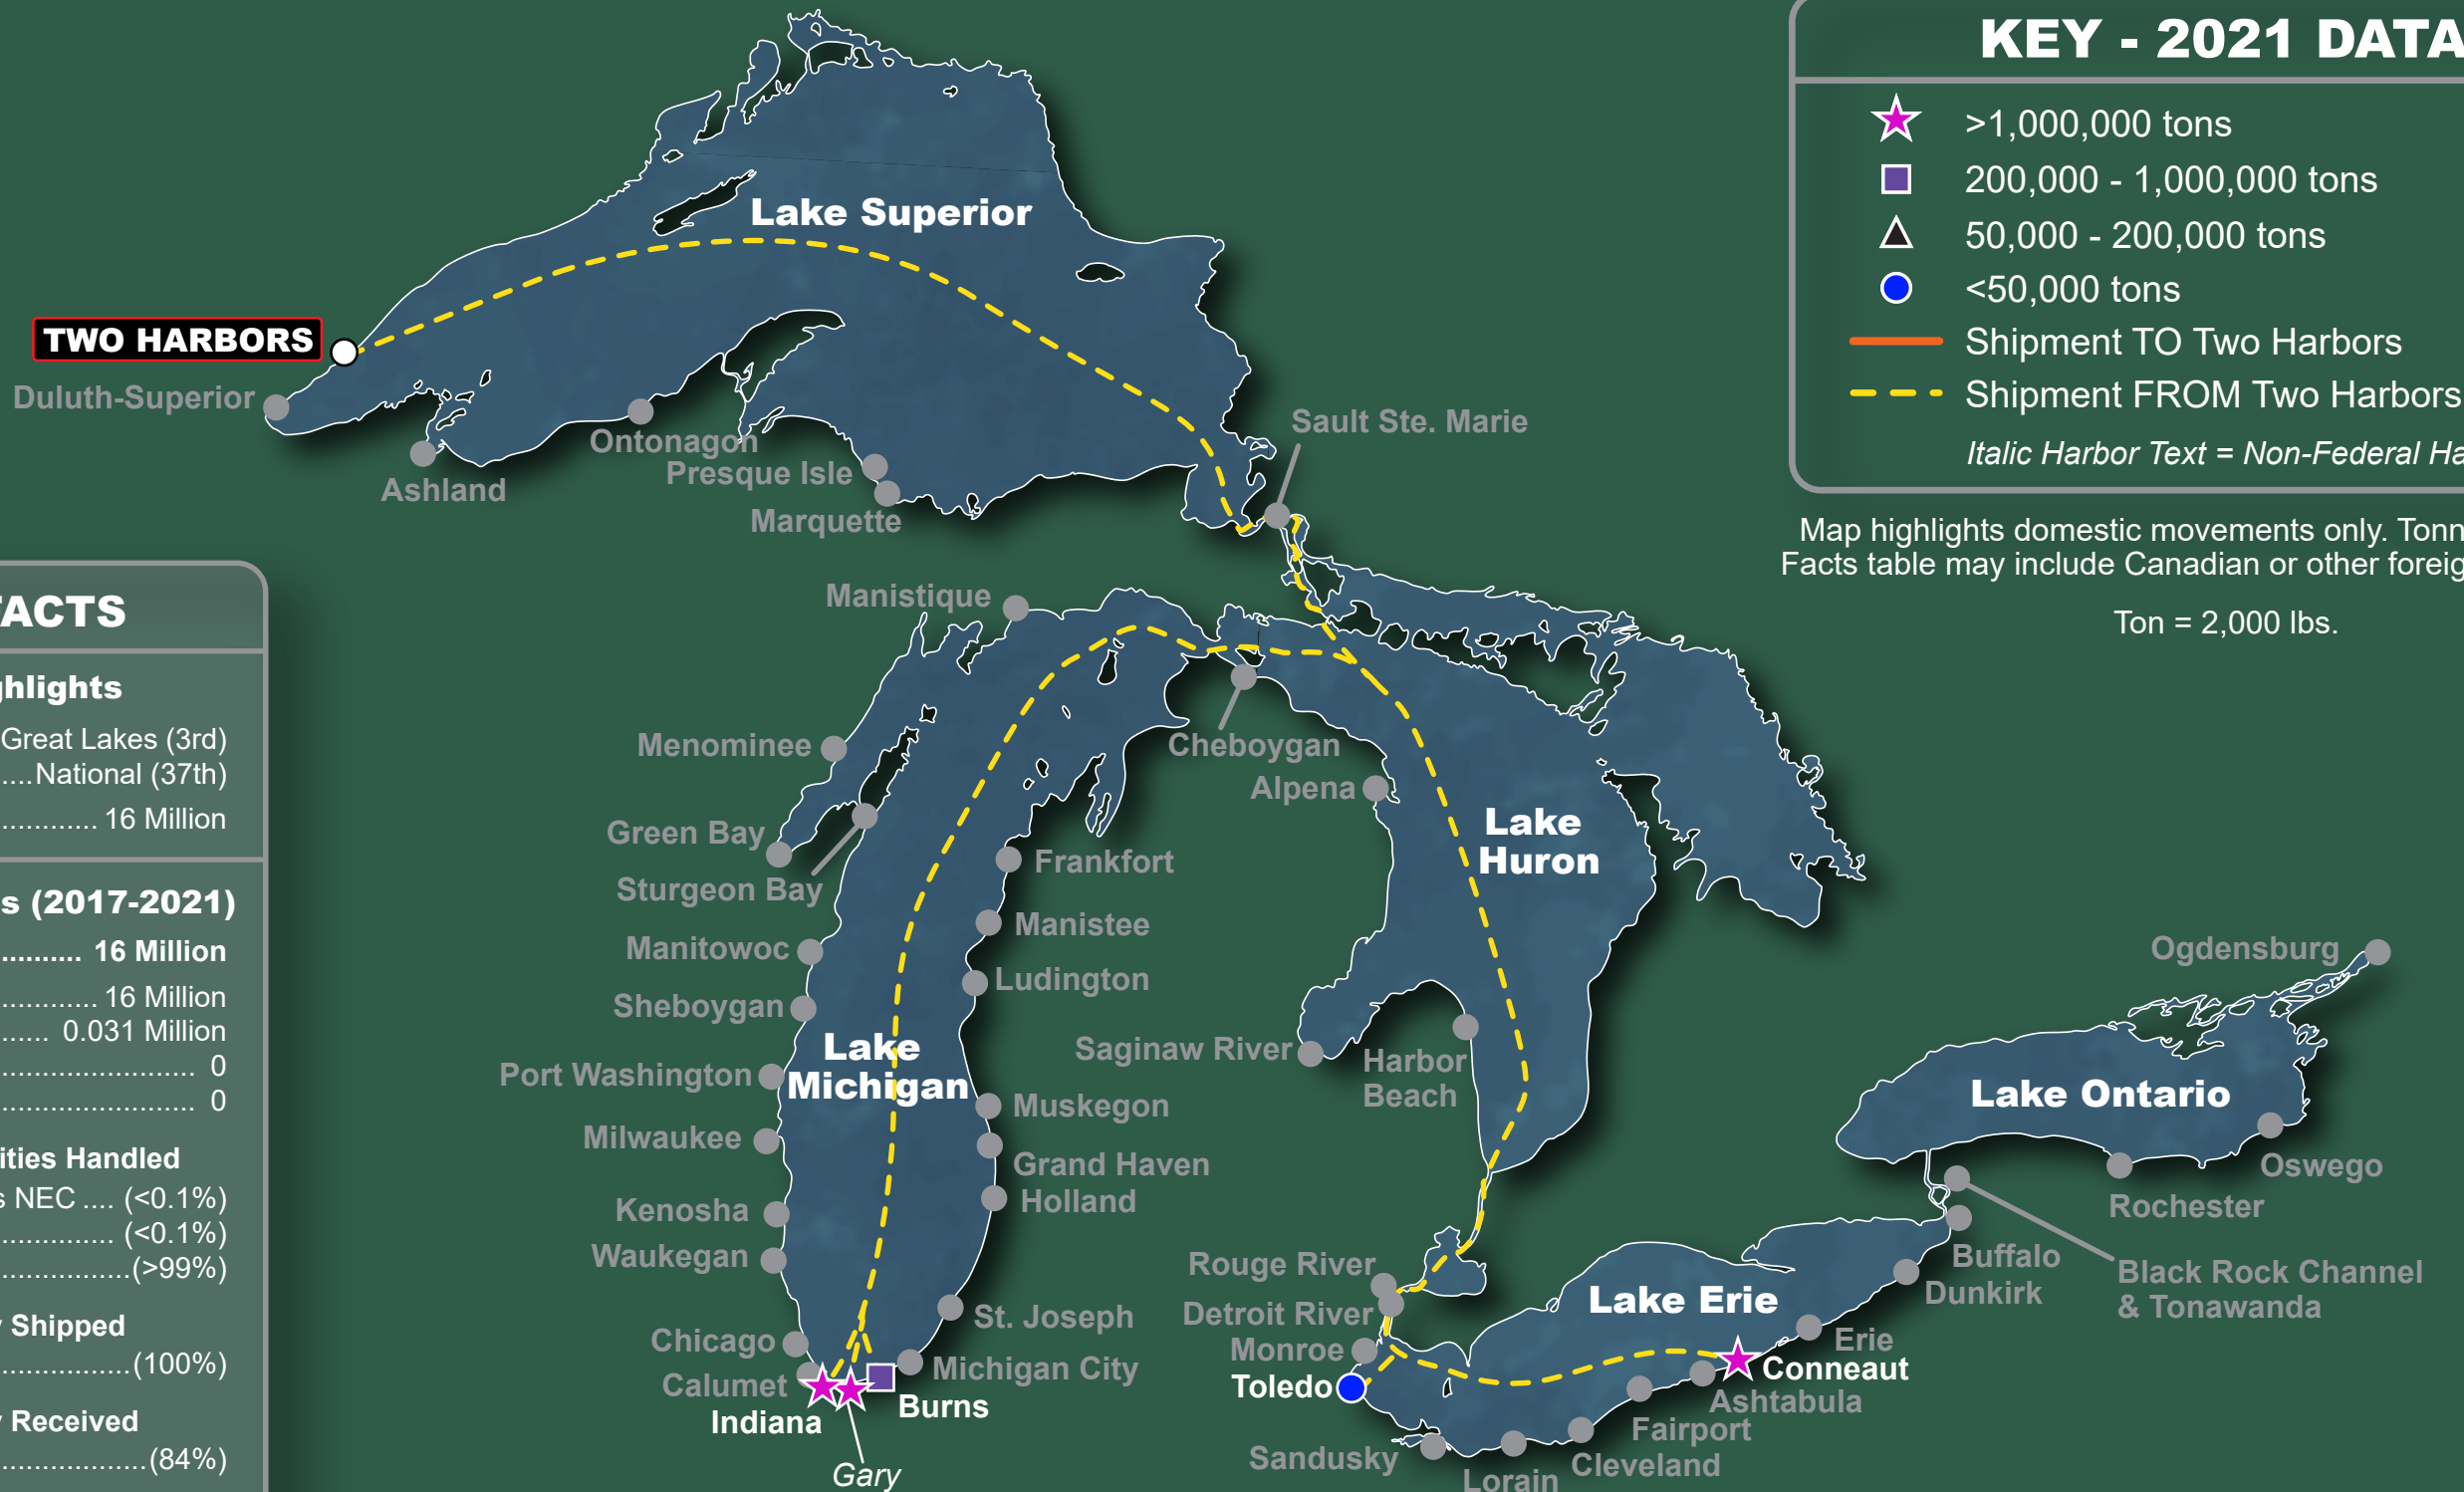 KEY - 2021 DATA
>1,000,000 tons
200,000 - 1,000,000 tons
50,000 - 200,000 tons
<50,000 tons
Shipment TO Two Harbors
Shipment FROM Two Harbors
Italic Harbor Text = Non-Federal Ha
Map highlights domestic movements only. Tonn
Facts table may include Canadian or other foreig
Ton = 2,000 lbs.
Lake Superior
TWO HARBORS
Duluth-Superior
Ashland
Ontonagon
Presque Isle
Marquette
Sault Ste. Marie
Manistique
Menominee
Green Bay
Sturgeon Bay
Manitowoc
Sheboygan
Port Washington
Milwaukee
Kenosha
Waukegan
Chicago
Calumet
Indiana
Gary
Burns
Michigan City
St. Joseph
Holland
Grand Haven
Muskegon
Ludington
Manistee
Frankfort
Lake
Michigan
Cheboygan
Alpena
Lake
Huron
Saginaw River
Harbor
Beach
Rouge River
Detroit River
Monroe
Toledo
Sandusky
Lorain
Cleveland
Fairport
Ashtabula
Conneaut
Erie
Dunkirk
Buffalo
Black Rock Channel
& Tonawanda
Lake Erie
Lake Ontario
Rochester
Oswego
Ogdensburg
FACTS
ghlights
Great Lakes (3rd)
....National (37th)
............. 16 Million
s (2017-2021)
.......... 16 Million
............. 16 Million
...... 0.031 Million
.......................... 0
.......................... 0
ities Handled
s NEC .... (<0.1%)
............... (<0.1%)
.................(>99%)
y Shipped
.................(100%)
y Received
...................(84%)